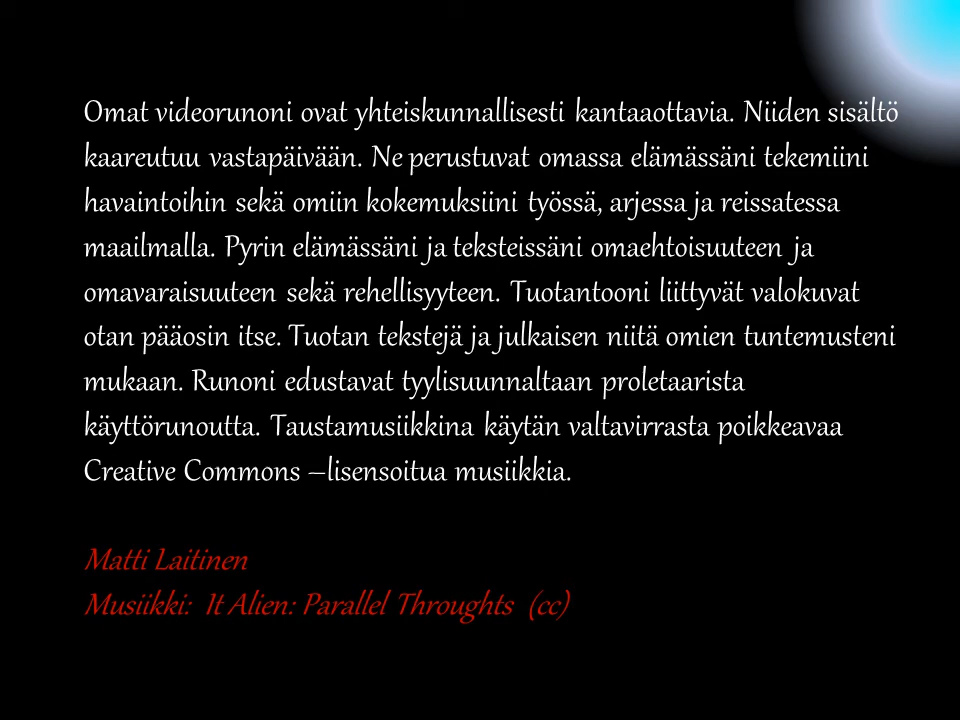 Omat videorunoni ovat yhteiskunnallisesti kantaaottavia. Niiden sisältö
kaareutuu vastapäivään. Ne perustuvat omassa elämässäni tekemiini
havaintoihin sekä omiin kokemuksiini työssä, arjessa ja reissatessa
maailmalla. Pyrin elämässäni ja teksteissäni omaehtoisuuteen ja
omavaraisuuteen sekä rehellisyyteen. Tuotantooni liittyvät valokuvat
otan pääosin itse. Tuotan tekstejä ja julkaisen niitä omien tuntemusteni
mukaan. Runoni edustavat tyylisuunnaltaan proletaarista
käyttörunoutta. Taustamusiikkina käytän valtavirrasta poikkeavaa
Creative Commons –lisensoitua musiikkia.
Matti Laitinen
Musiikki: It Alien: Parallel Throughts (cc)